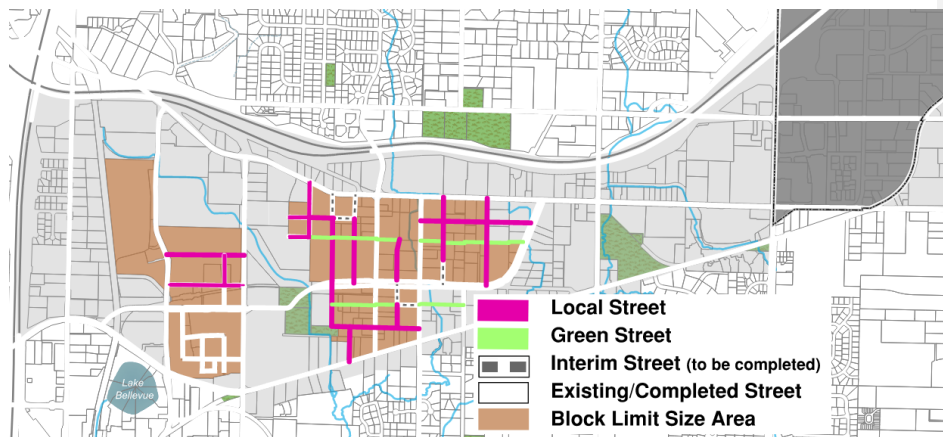 Local Street
Green Street
Interim Street (to be completed)
Existing/Completed Street
Block Limit Size Area
Lake
Bellevue